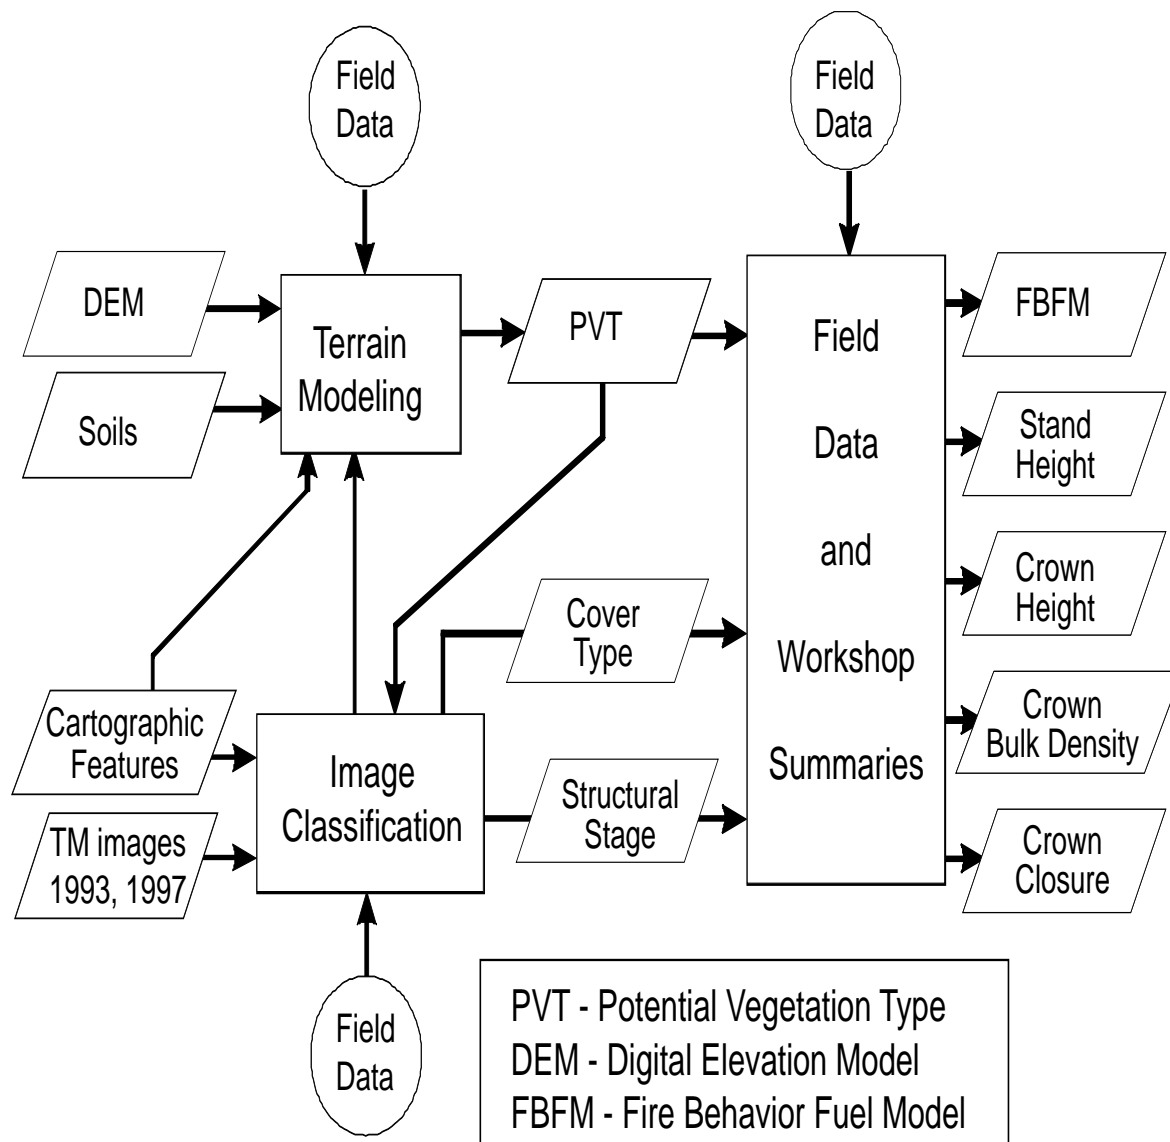 Field
Data
Field
Data
DEM
Soils
Terrain
Modeling
PVT
Field
Data
and
Workshop
Summaries
FBFM
Stand
Height
Crown
Height
Crown
Bulk Density
Crown
Closure
Cover
Type
Structural
Stage
Cartographic
Features
TM images
1993, 1997
Image
Classification
Field
Data
PVT - Potential Vegetation Type
DEM - Digital Elevation Model
FBFM - Fire Behavior Fuel Model